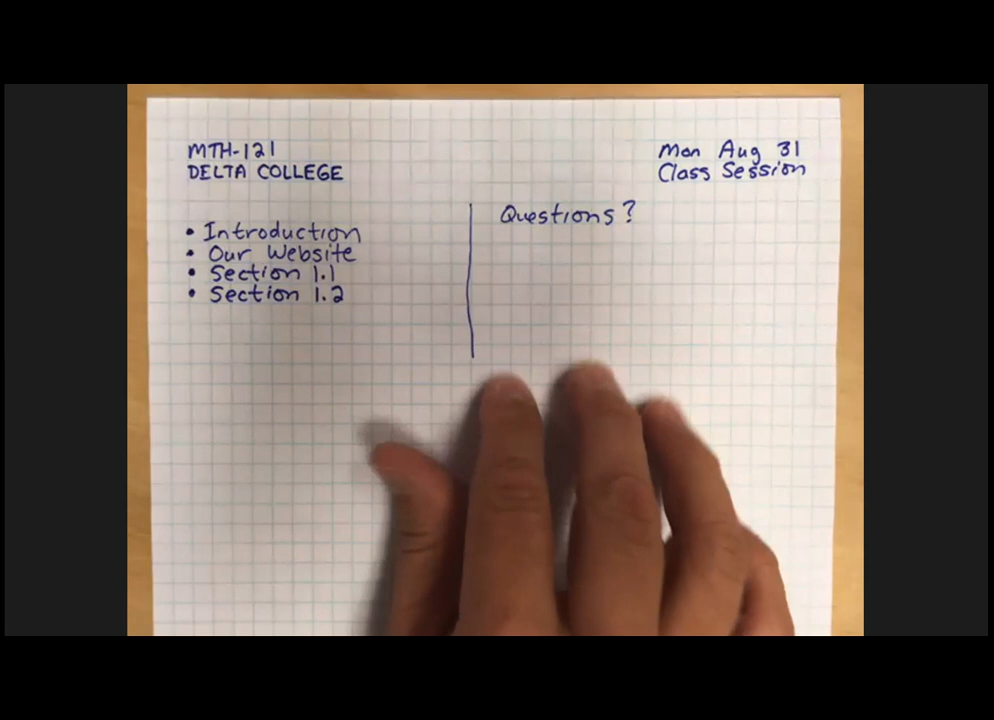 MTH-121
DELTA COLLEGE
Mon Aug 31
Class Session
• Introduction
• Our Website
• Section 1.1
• Section 1.2
Questions?